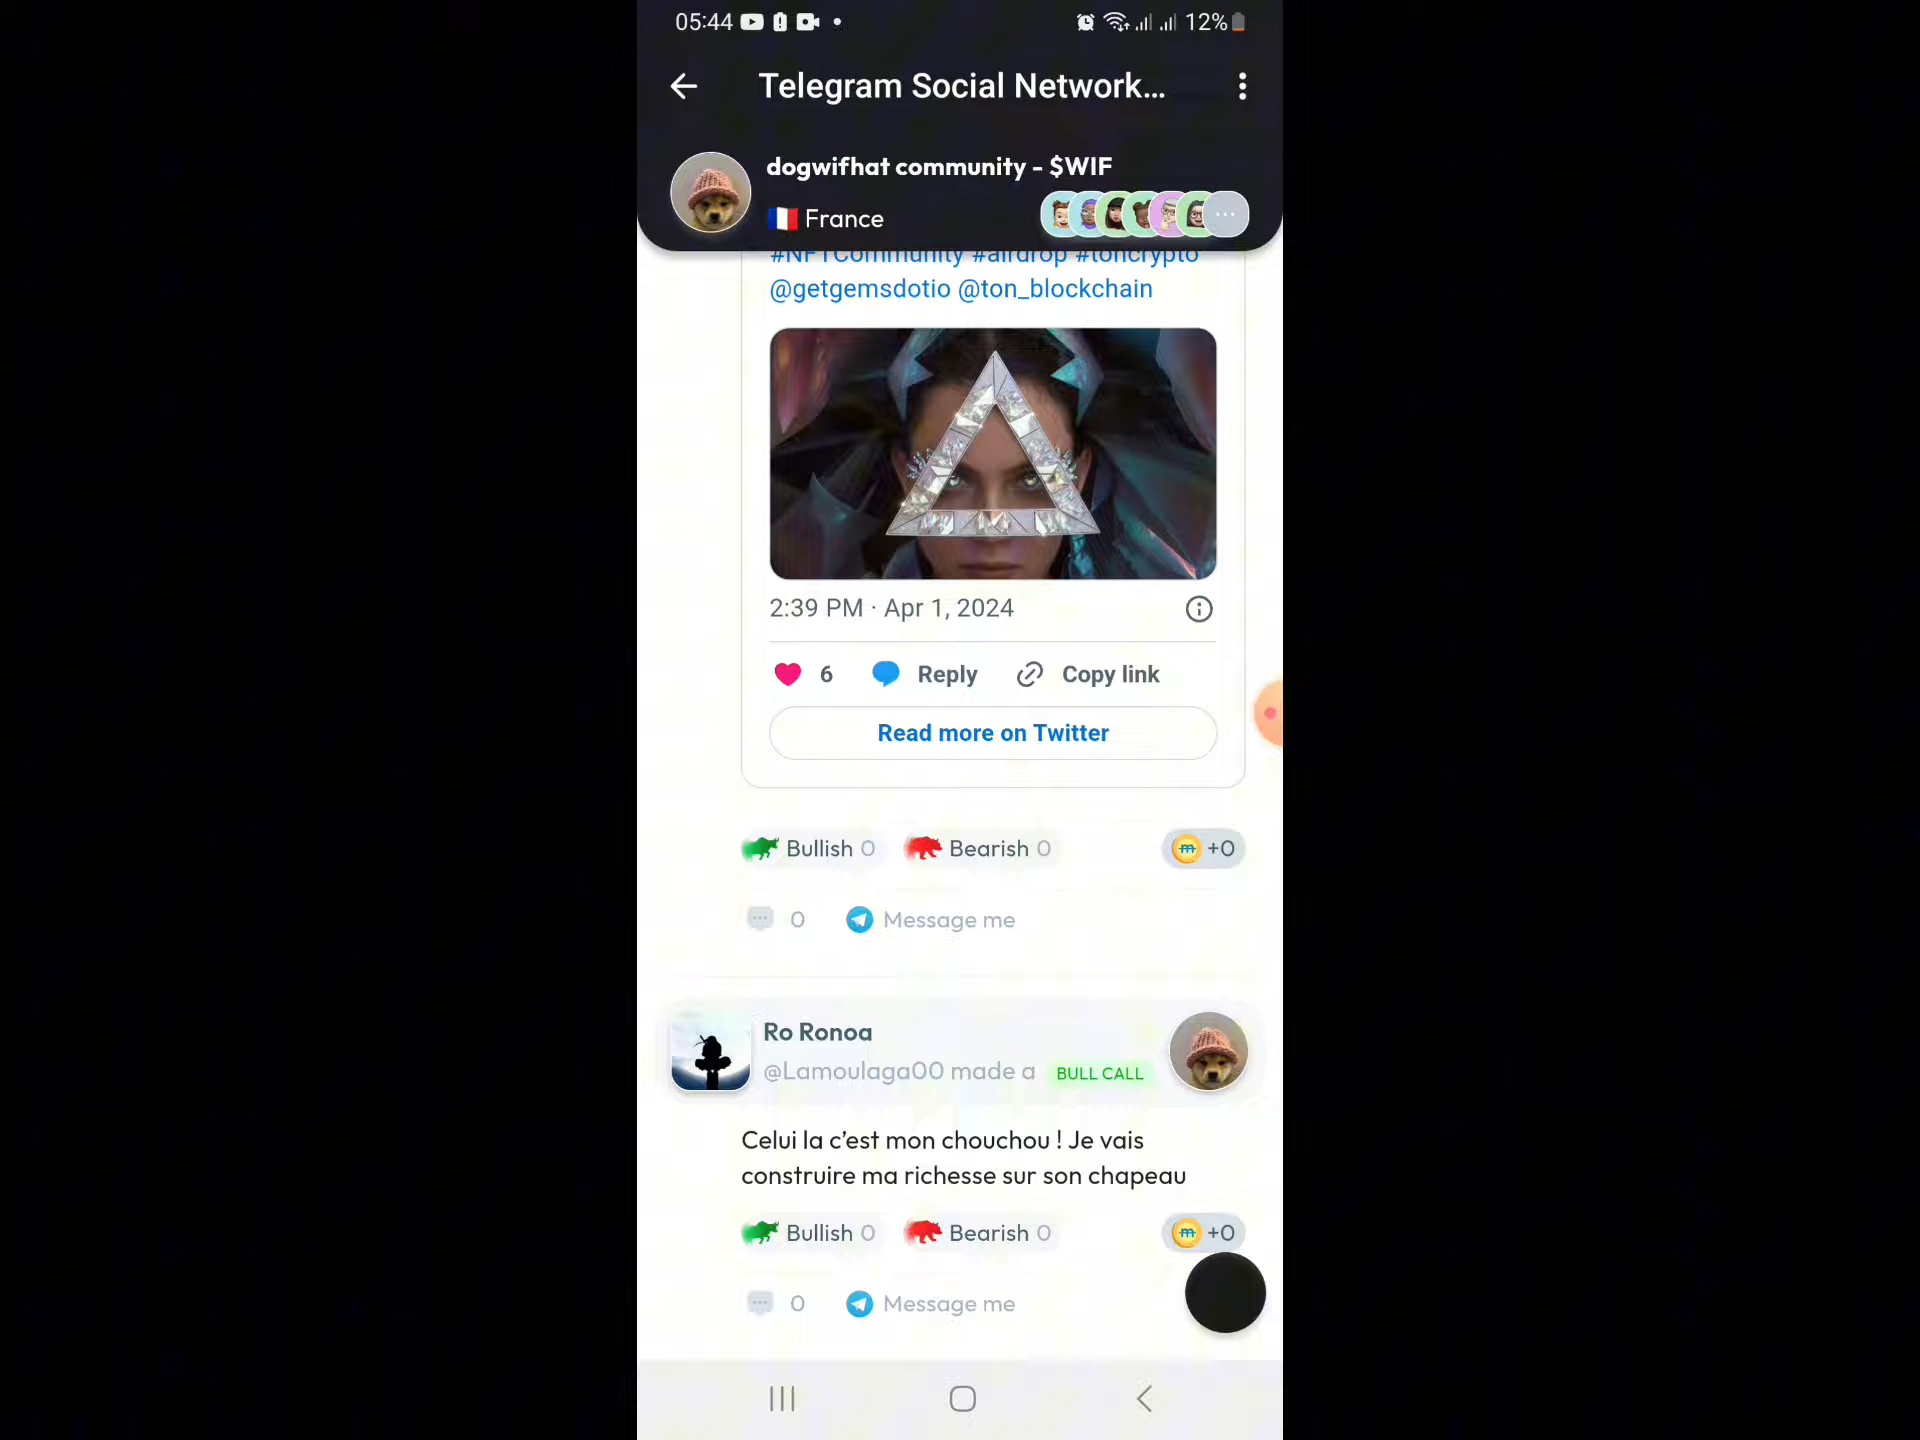 05:44
12%
Telegram Social Network...
dogwifhat community - $WIF
France
#NFTCommunity #airdrop #toncrypto
@getgemsdotio @ton_blockchain
2:39 PM · Apr 1, 2024
6 Reply Copy link
Read more on Twitter
Bullish 0 Bearish 0 +0
0 Message me
Ro Ronoa
@Lamoulaga00 made a BULL CALL
Celui la c’est mon chouchou ! Je vais
construire ma richesse sur son chapeau
Bullish 0 Bearish 0 +0
0 Message me